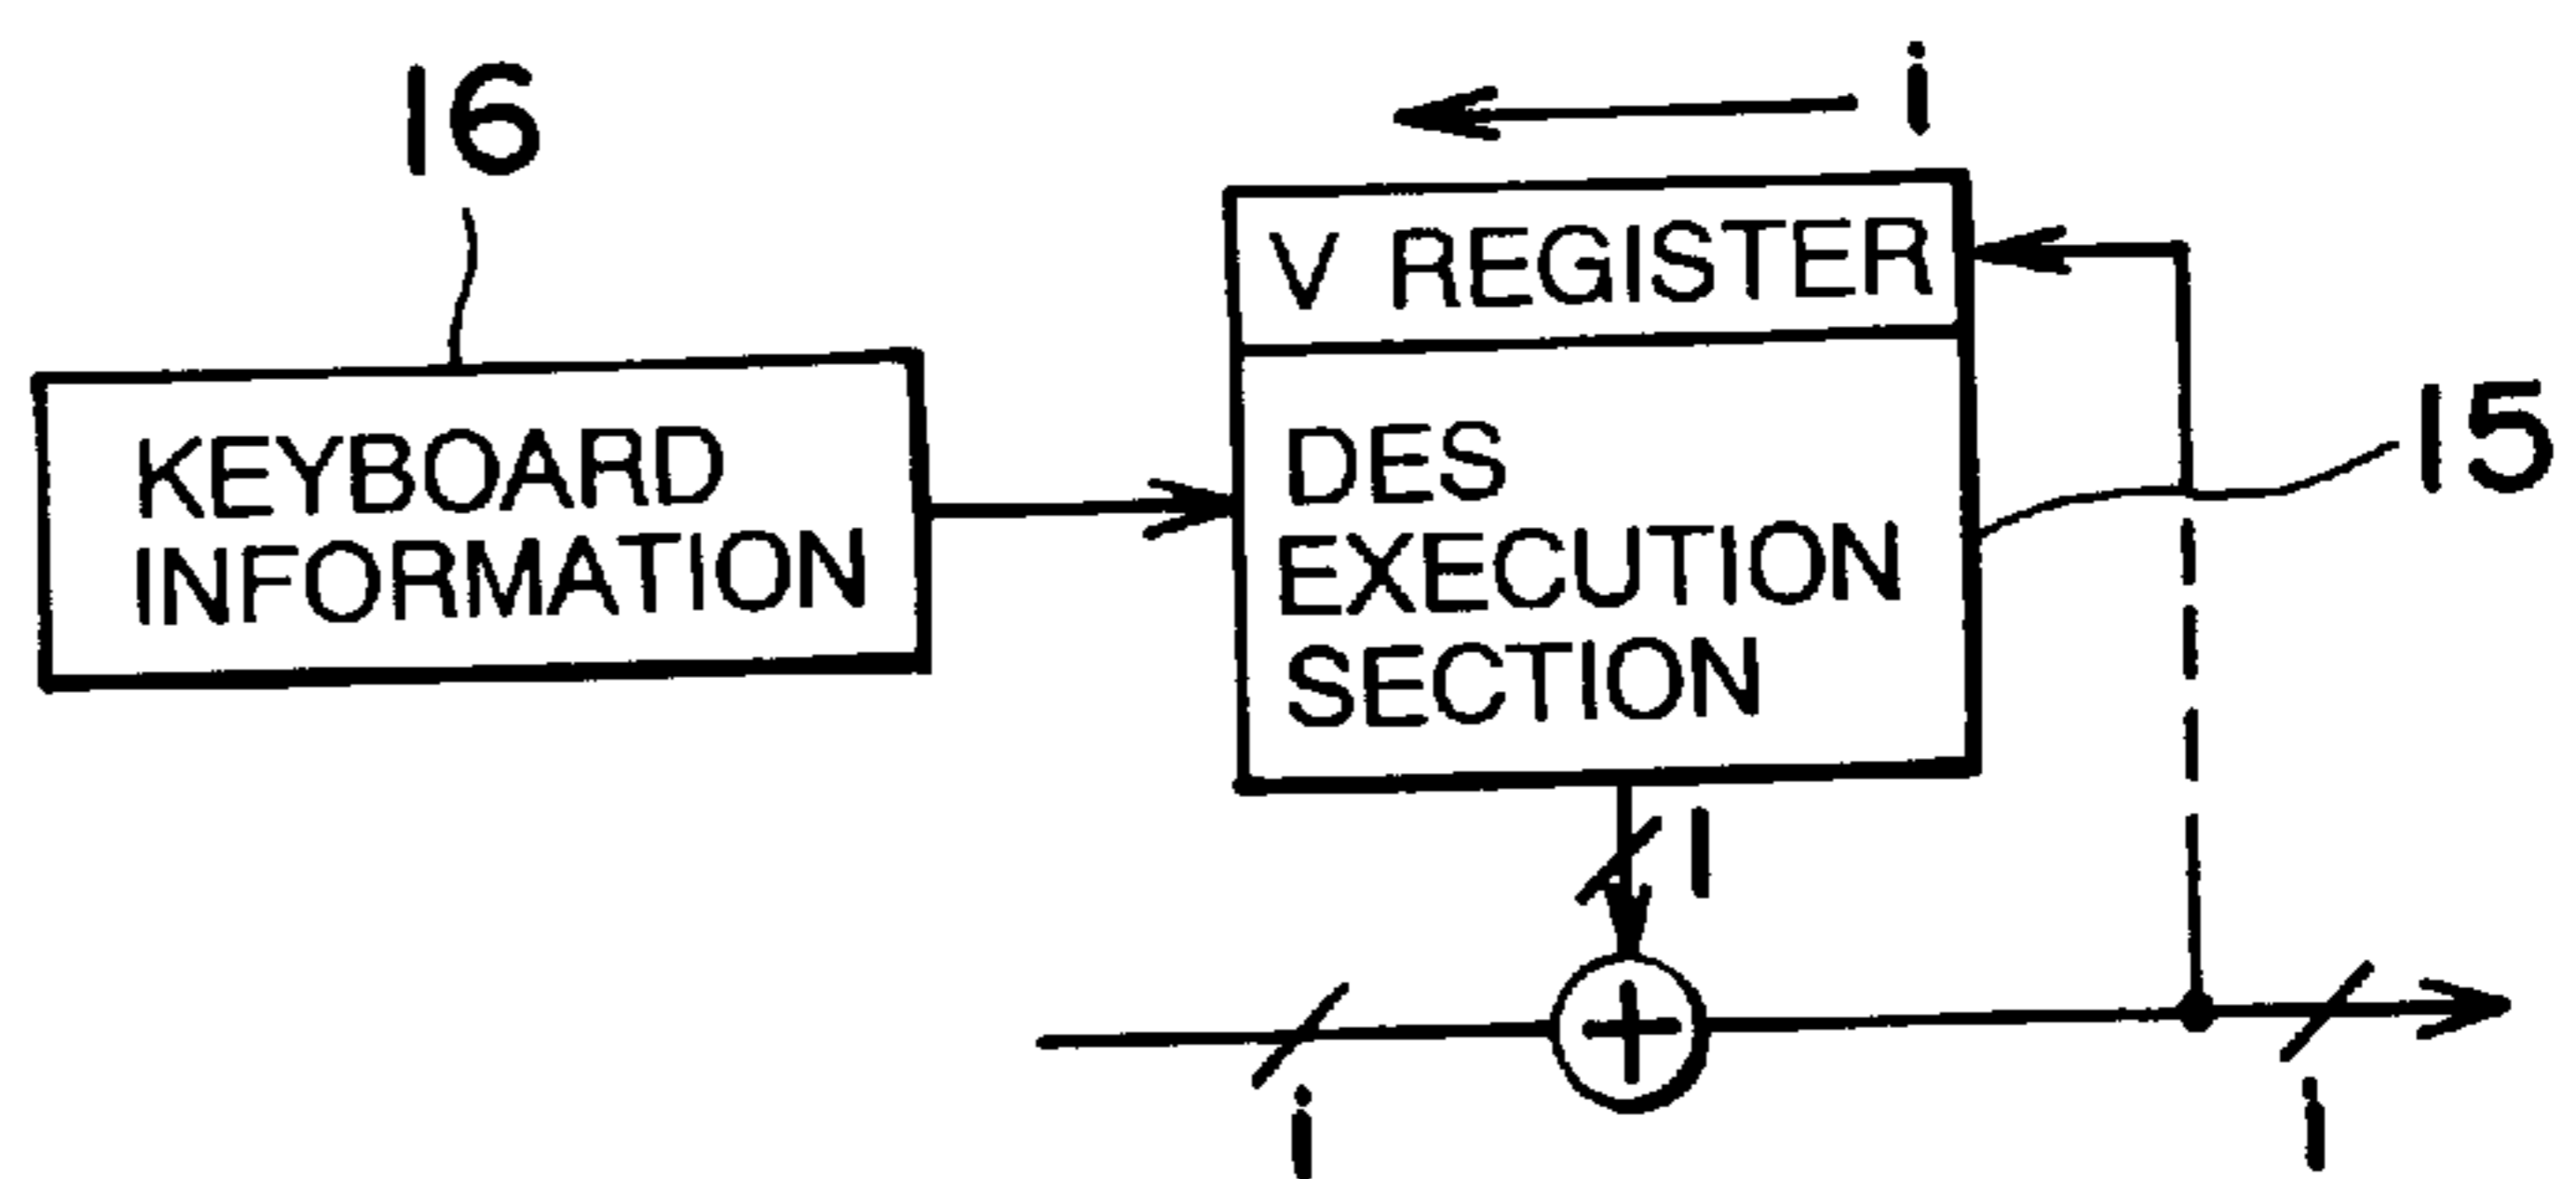 16
i
V REGISTER
KEYBOARD
INFORMATION
DES
EXECUTION
SECTION
15
l
i
i